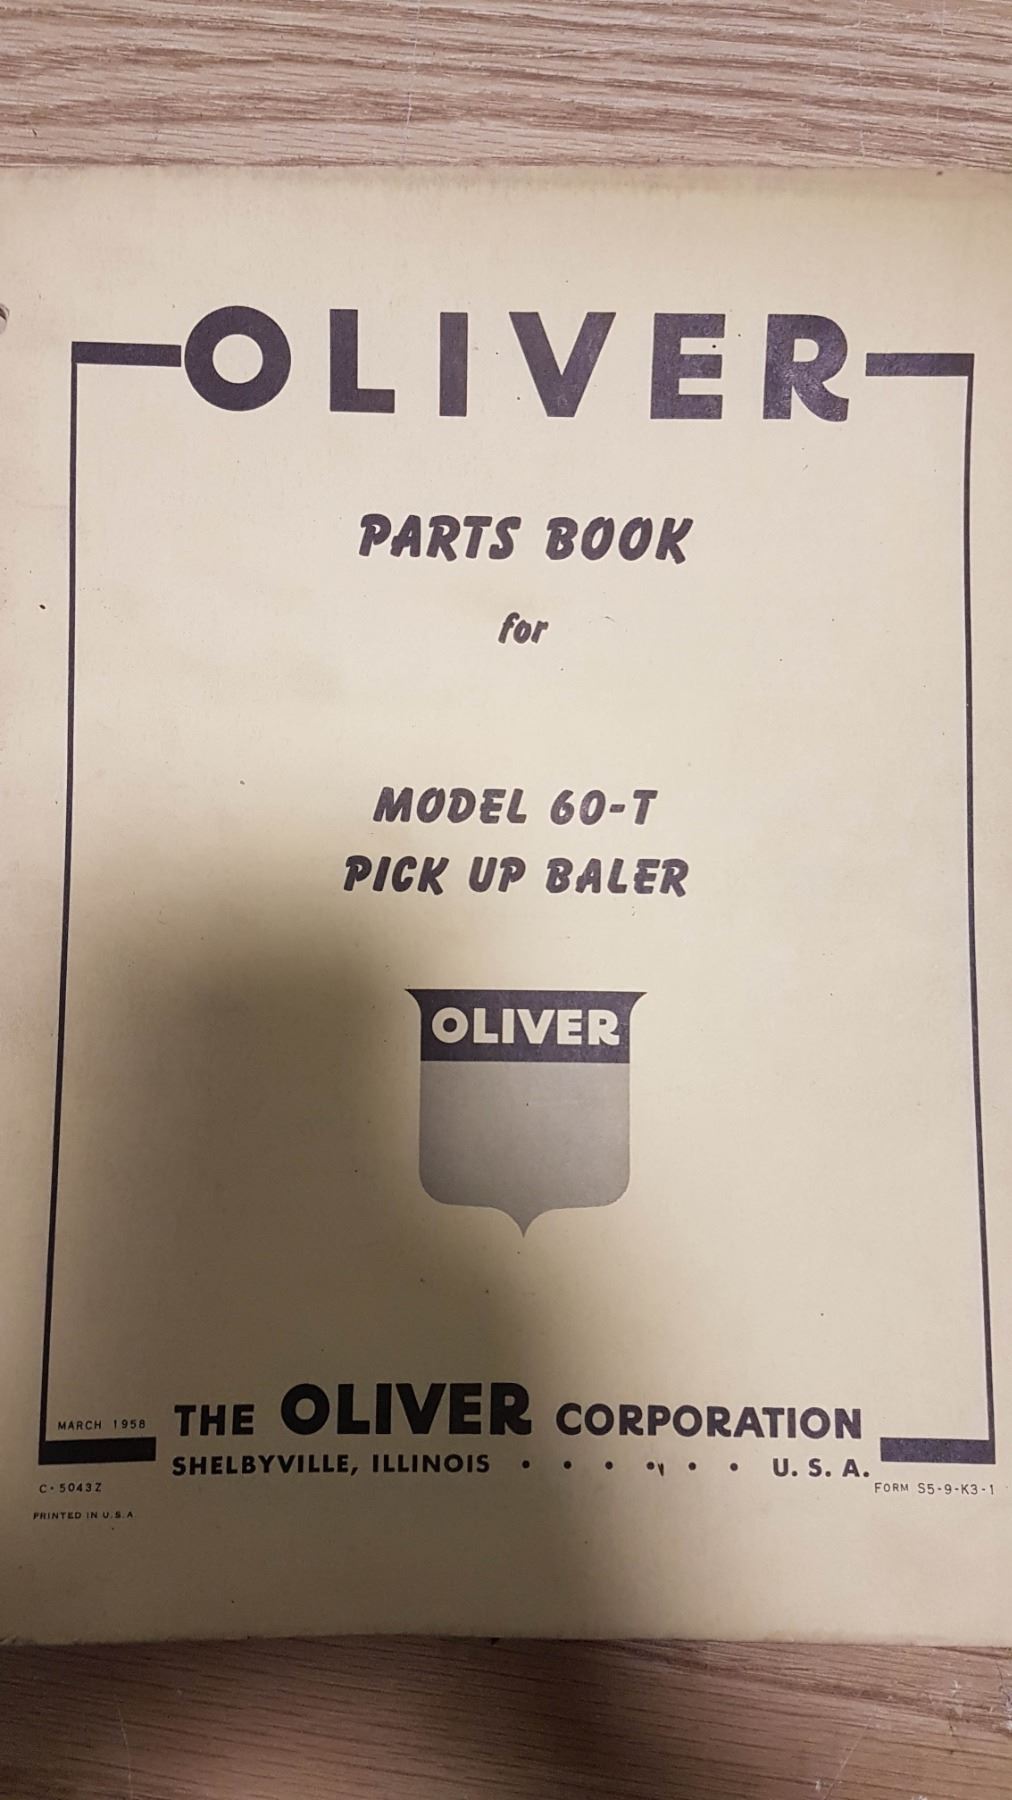 OLIVER
PARTS BOOK
for
MODEL 60-T
PICK UP BALER
OLIVER
MARCH 1958
THE OLIVER CORPORATION
SHELBYVILLE, ILLINOIS . . . . . . U. S. A.
C-5043Z
FORM S5-9-K3-1
PRINTED IN U.S.A.